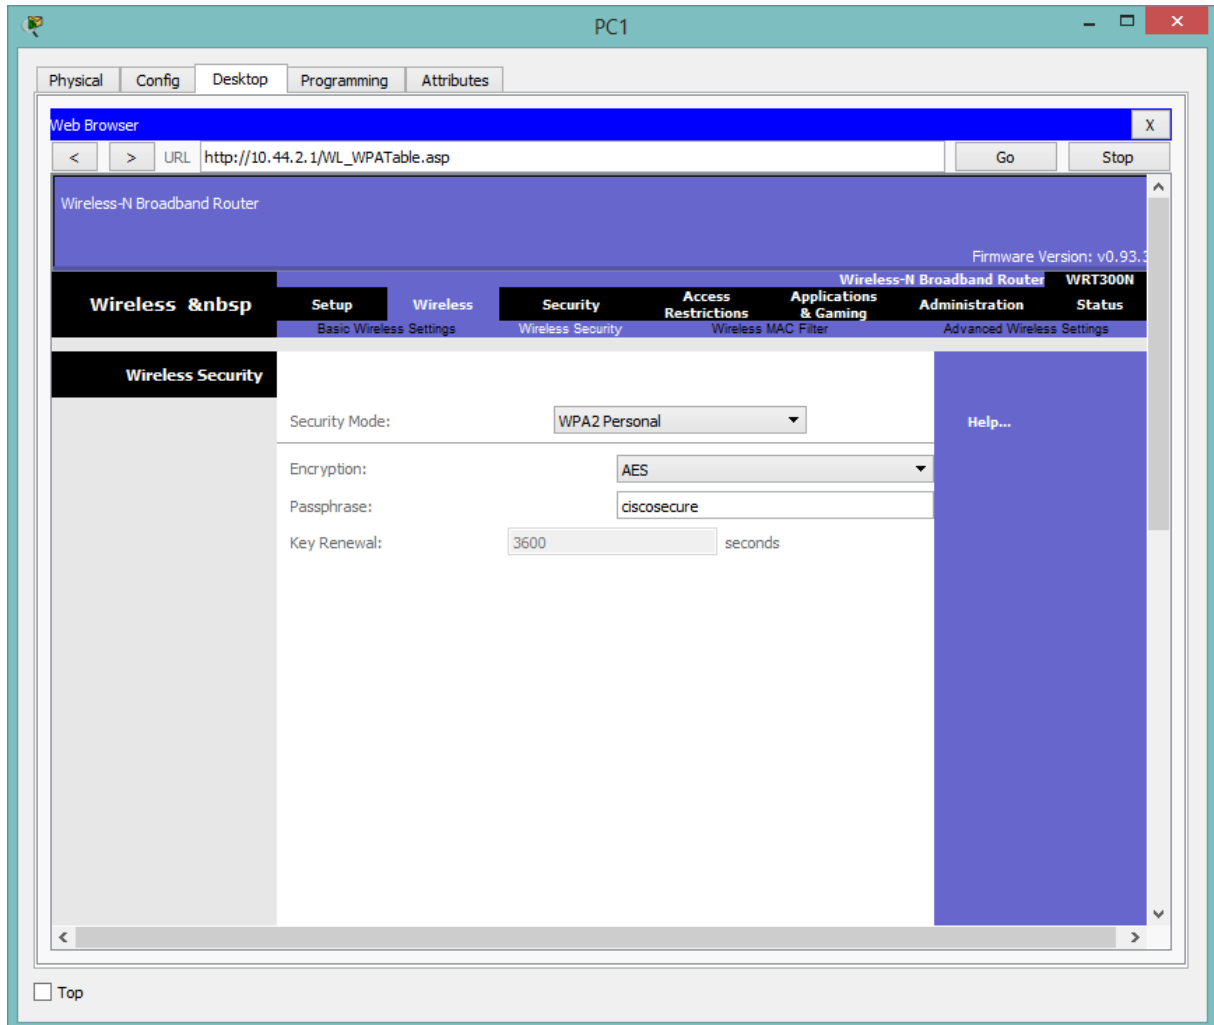 PC1
Physical Config Desktop Programming Attributes
Web Browser X
< > URL http://10.44.2.1/WL_WPATable.asp Go Stop
Wireless-N Broadband Router
Firmware Version: v0.93.3
Wireless-N Broadband Router WRT300N
Wireless &nbsp Setup Wireless Security Access Restrictions Applications & Gaming Administration Status
Basic Wireless Settings Wireless Security Wireless MAC Filter Advanced Wireless Settings
Wireless Security
Security Mode: WPA2 Personal Help...
Encryption: AES
Passphrase: ciscosecure
Key Renewal: 3600 seconds
Top